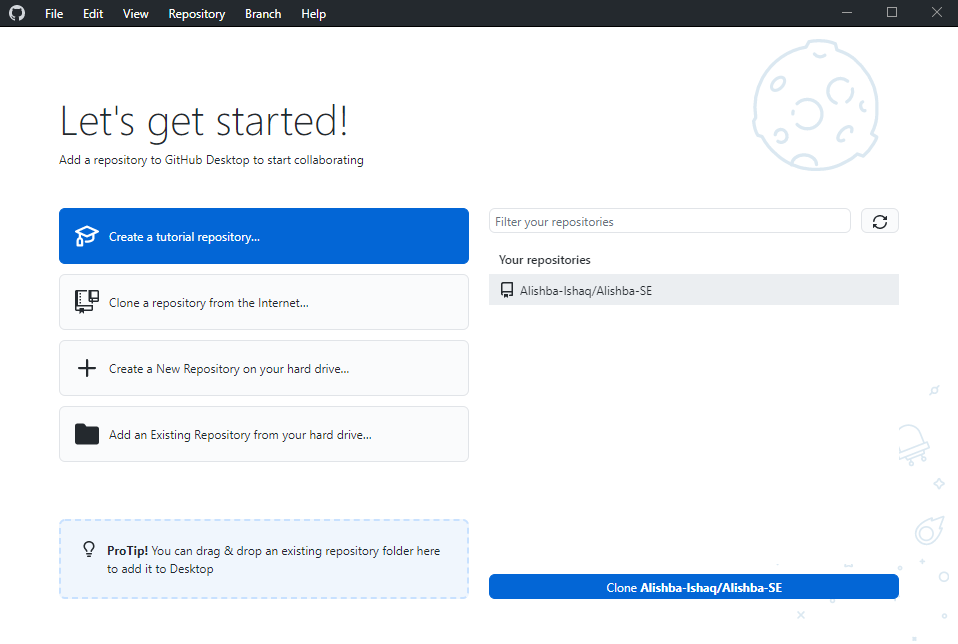 File Edit View Repository Branch Help
Let's get started!
Add a repository to GitHub Desktop to start collaborating
Create a tutorial repository...
Clone a repository from the Internet...
Create a New Repository on your hard drive...
Add an Existing Repository from your hard drive...
ProTip! You can drag & drop an existing repository folder here
to add it to Desktop
Filter your repositories
Your repositories
Alishba-Ishaq/Alishba-SE
Clone Alishba-Ishaq/Alishba-SE